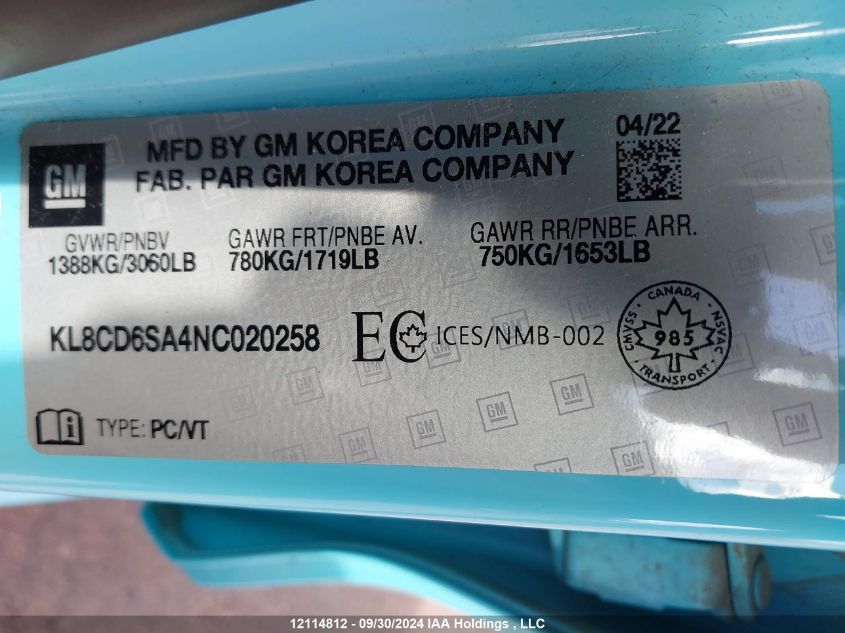 GM
MFD BY GM KOREA COMPANY
FAB. PAR GM KOREA COMPANY
04/22
GVWR/PNBV
1388KG/3060LB
GAWR FRT/PNBE AV.
780KG/1719LB
GAWR RR/PNBE ARR.
750KG/1653LB
KL8CD6SA4NC020258
EC ICES/NMB-002
CANADA
CMVSS 985 NSVAC
TRANSPORT
TYPE: PC/VT
12114812 - 09/30/2024 IAA Holdings , LLC